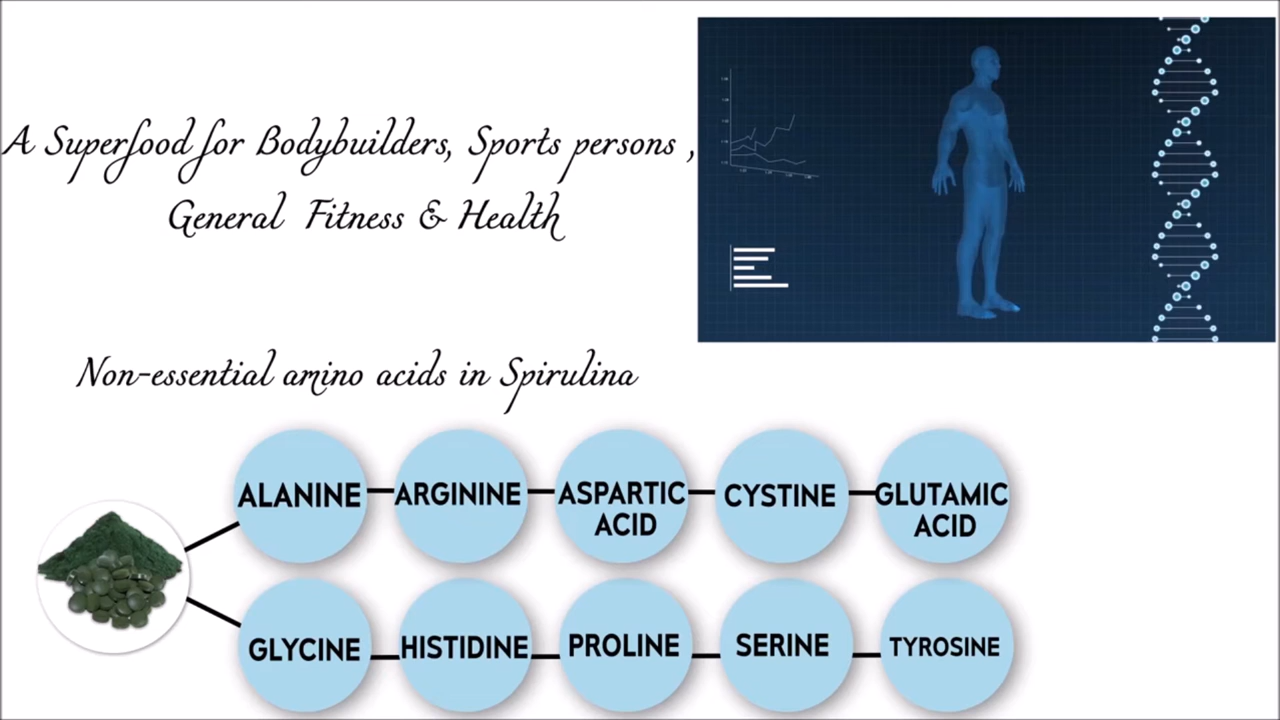 A Superfood for Bodybuilders, Sports persons ,
General Fitness & Health
Non-essential amino acids in Spirulina
ALANINE
ARGININE
ASPARTIC
ACID
CYSTINE
GLUTAMIC
ACID
GLYCINE
HISTIDINE
PROLINE
SERINE
TYROSINE